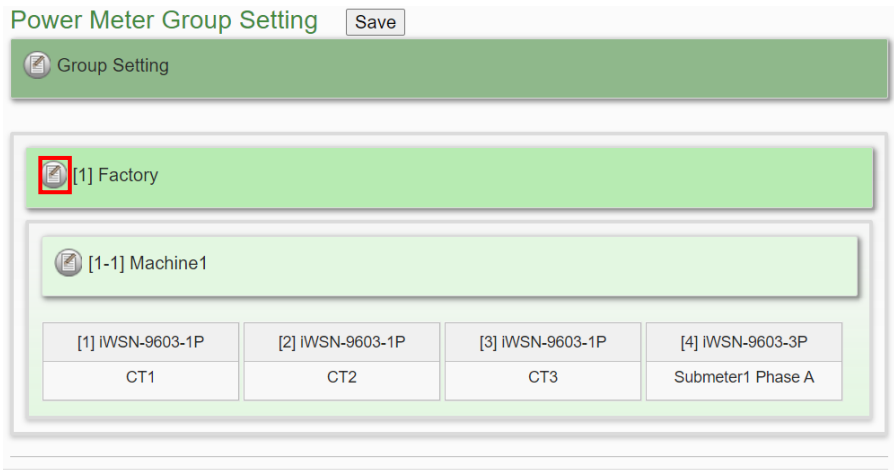 Power Meter Group Setting Save
Group Setting
[1] Factory
[1-1] Machine1
[1] iWSN-9603-1P [2] iWSN-9603-1P [3] iWSN-9603-1P [4] iWSN-9603-3P
CT1 CT2 CT3 Submeter1 Phase A